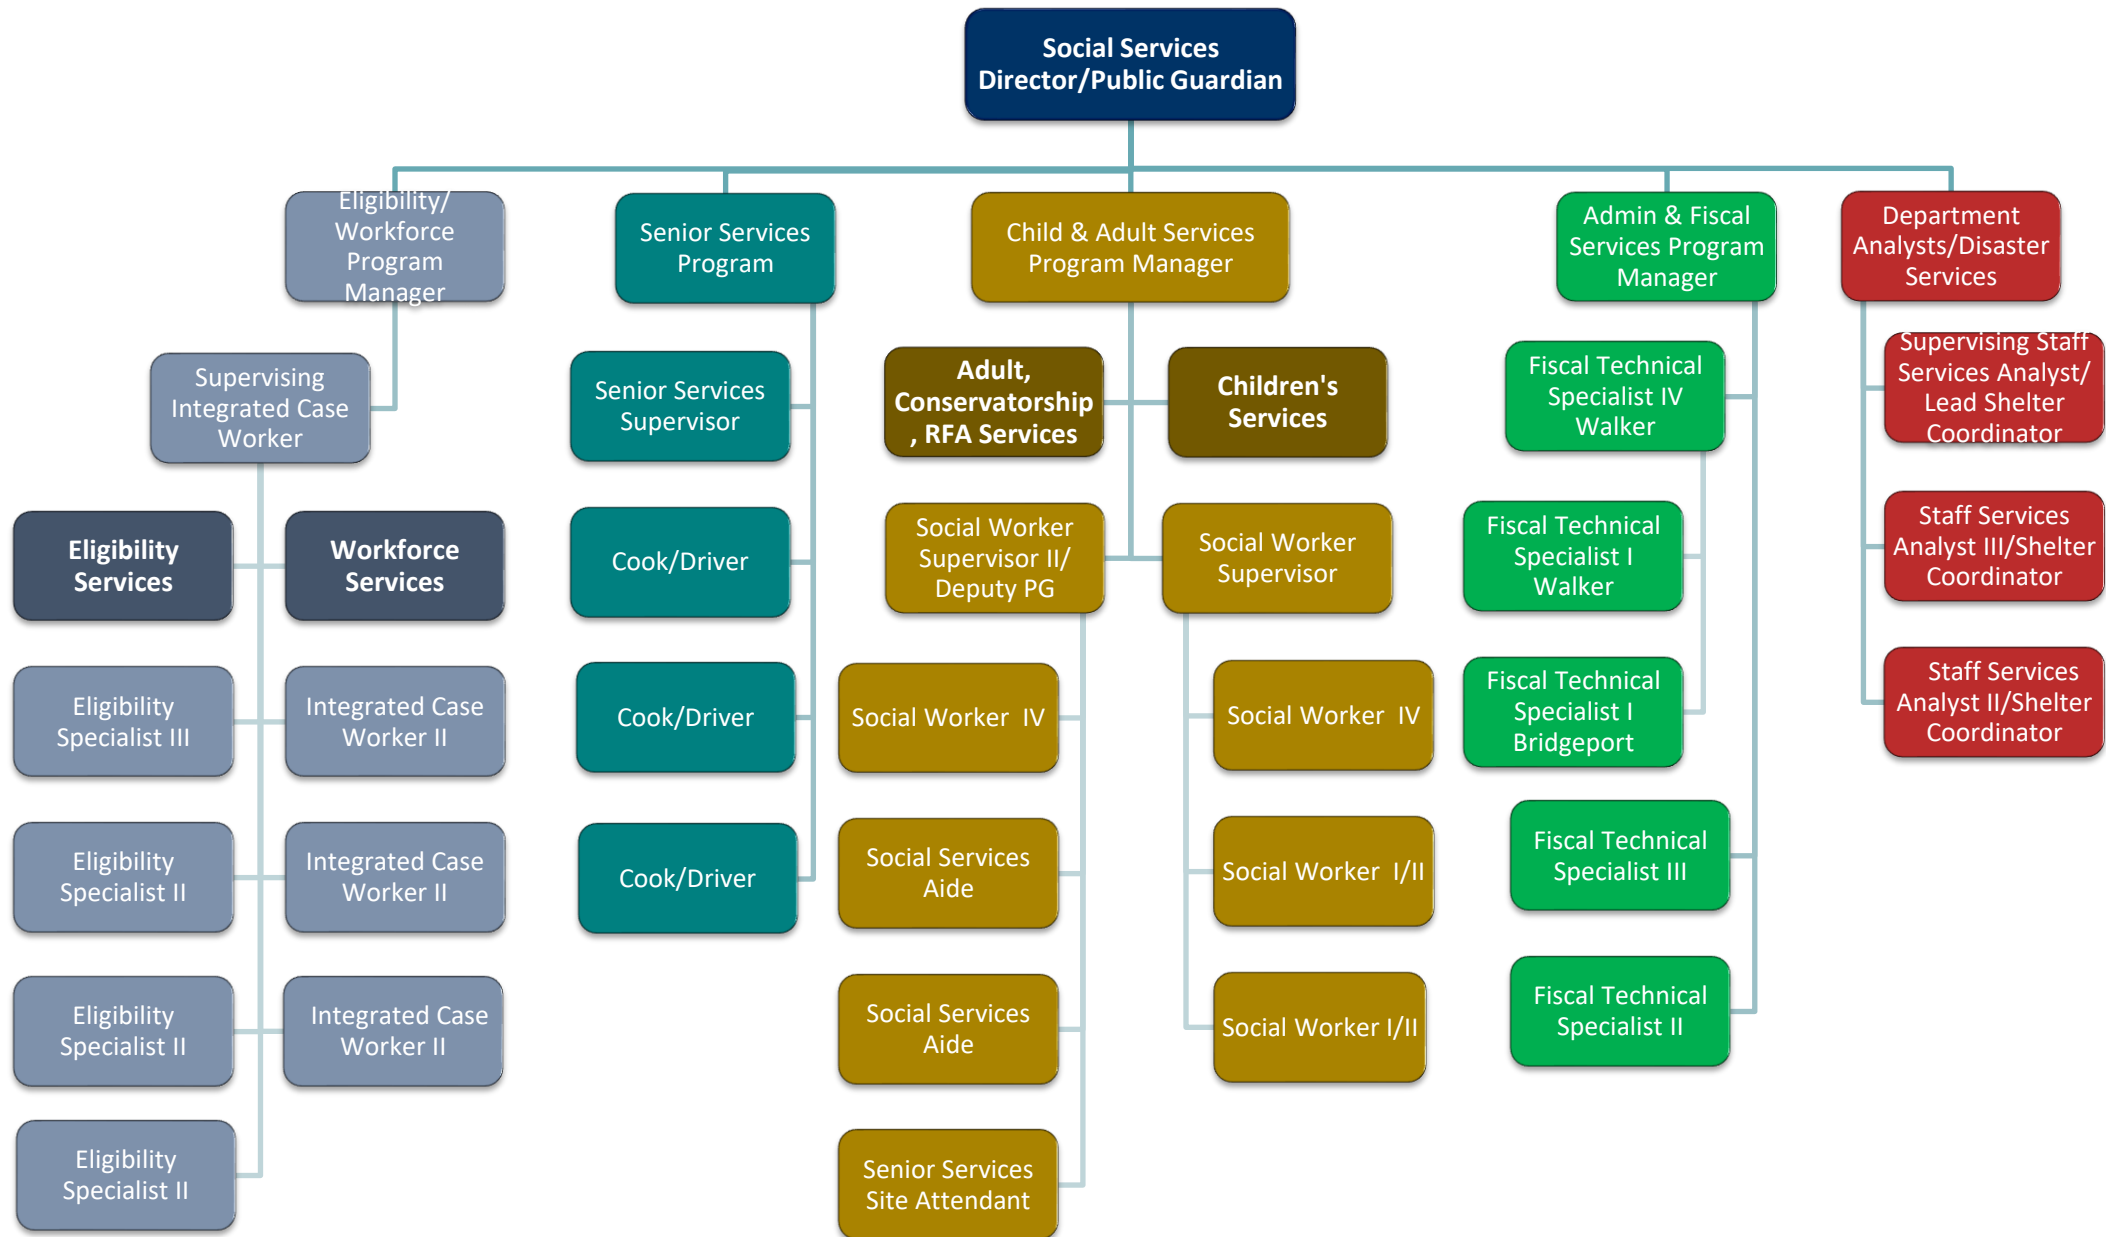 Social Services
Director/Public Guardian
Eligibility/
Workforce
Program
Manager
Senior Services
Program
Child & Adult Services
Program Manager
Admin & Fiscal
Services Program
Manager
Department
Analysts/Disaster
Services
Supervising
Integrated Case
Worker
Eligibility
Services
Workforce
Services
Eligibility
Specialist III
Integrated Case
Worker II
Eligibility
Specialist II
Integrated Case
Worker II
Eligibility
Specialist II
Integrated Case
Worker II
Eligibility
Specialist II
Senior Services
Supervisor
Cook/Driver
Cook/Driver
Cook/Driver
Adult,
Conservatorship
, RFA Services
Children's
Services
Social Worker
Supervisor II/
Deputy PG
Social Worker
Supervisor
Social Worker  IV
Social Services
Aide
Social Services
Aide
Senior Services
Site Attendant
Social Worker  IV
Social Worker  I/II
Social Worker I/II
Fiscal Technical
Specialist IV
Walker
Fiscal Technical
Specialist I
Walker
Fiscal Technical
Specialist I
Bridgeport
Fiscal Technical
Specialist III
Fiscal Technical
Specialist II
Supervising Staff
Services Analyst/
Lead Shelter
Coordinator
Staff Services
Analyst III/Shelter
Coordinator
Staff Services
Analyst II/Shelter
Coordinator